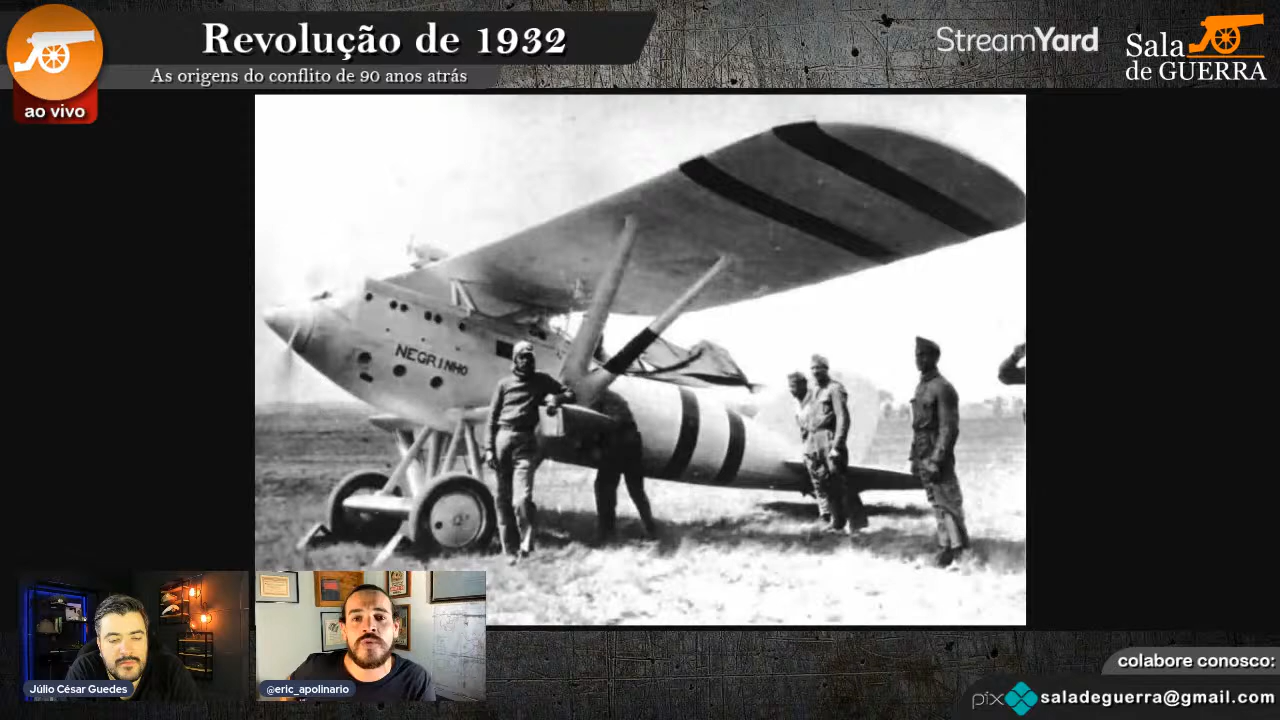 Revolução de 1932
As origens do conflito de 90 anos atrás
ao vivo
StreamYard
Sala
de GUERRA
NEGRINHO
Júlio César Guedes
@eric_apolinario
colabore conosco:
pix saladeguerra@gmail.com